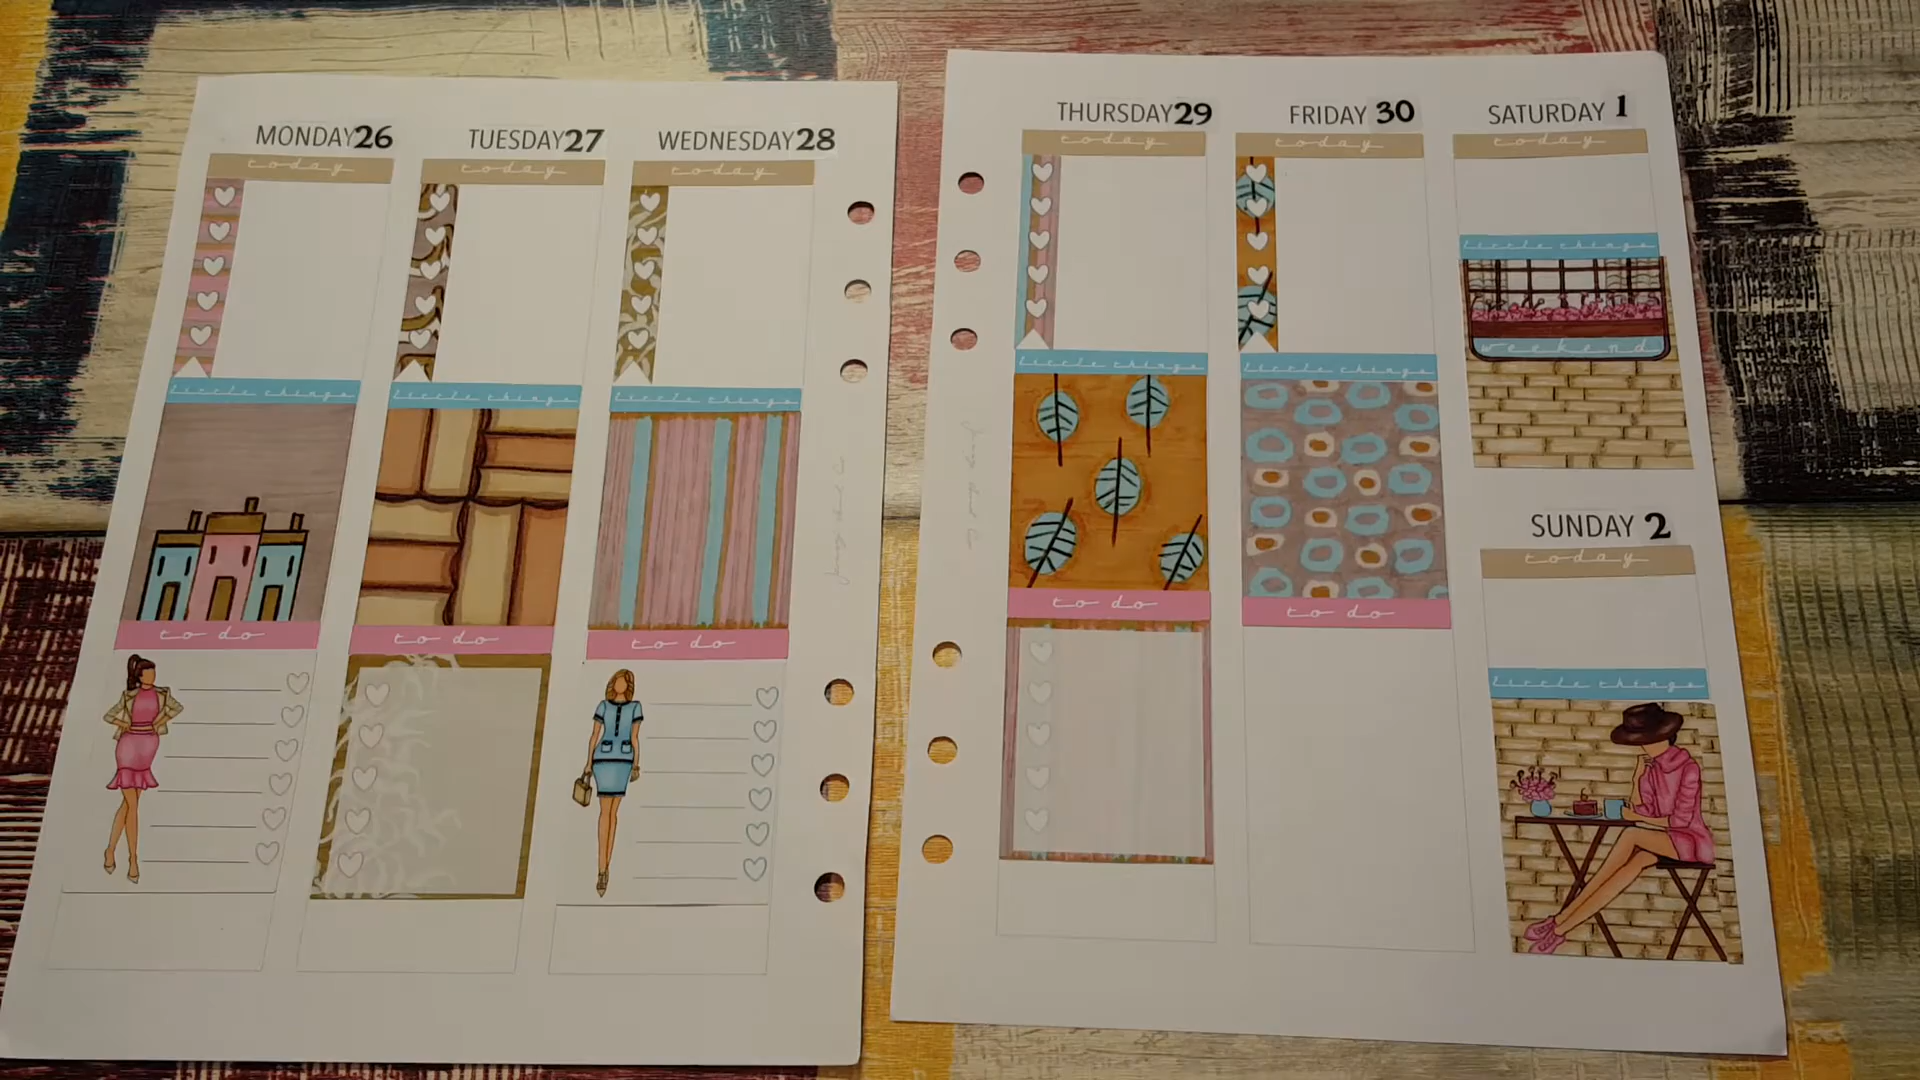 MONDAY26
today
little things
to do
TUESDAY27
today
little things
to do
WEDNESDAY28
today
little things
to do
THURSDAY29
today
little things
to do
FRIDAY 30
today
little things
to do
SATURDAY 1
today
little things
weekend
SUNDAY 2
today
little things